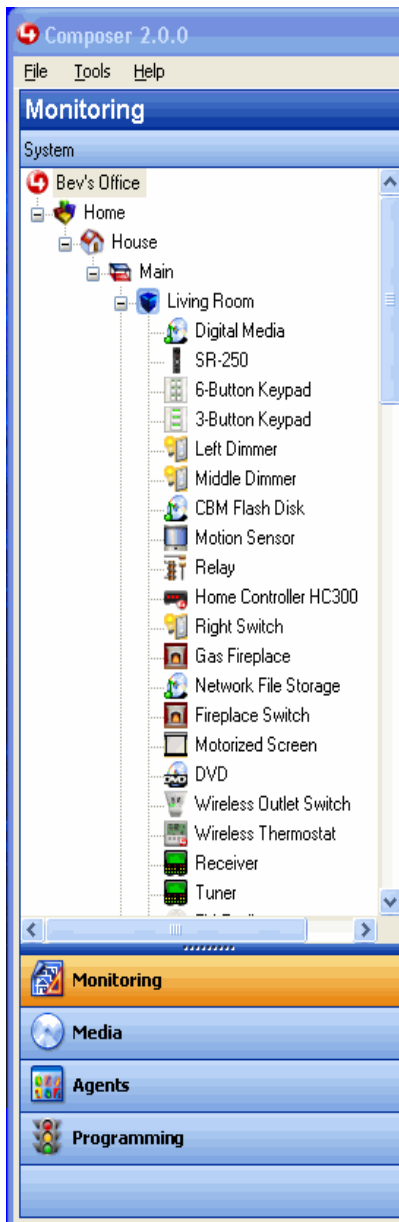 Composer 2.0.0
File Tools Help
Monitoring
System
Bev's Office
Home
House
Main
Living Room
Digital Media
SR-250
6-Button Keypad
3-Button Keypad
Left Dimmer
Middle Dimmer
CBM Flash Disk
Motion Sensor
Relay
Home Controller HC300
Right Switch
Gas Fireplace
Network File Storage
Fireplace Switch
Motorized Screen
DVD
Wireless Outlet Switch
Wireless Thermostat
Receiver
Tuner
Monitoring
Media
Agents
Programming